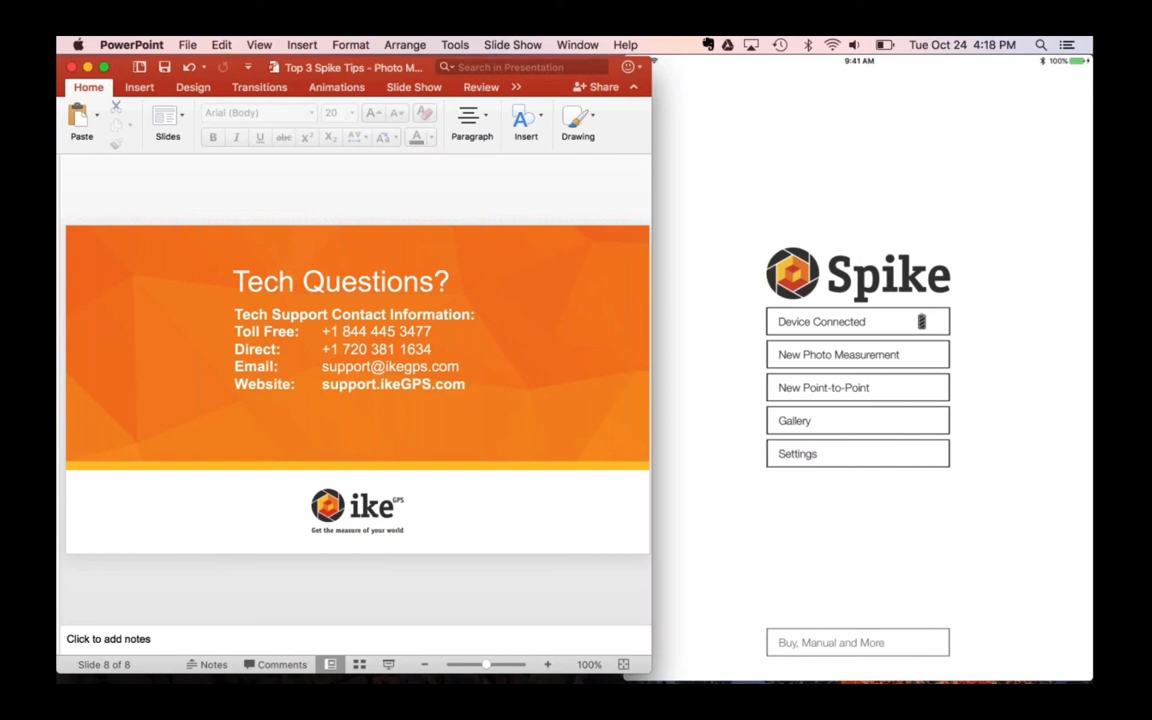 PowerPoint File Edit View Insert Format Arrange Tools Slide Show Window Help Tue Oct 24 4:18 PM
Top 3 Spike Tips - Photo M... Search in Presentation
Home Insert Design Transitions Animations Slide Show Review Share
Paste Slides Arial (Body) 20 Paragraph Insert Drawing
B I U abc X² X₂ AV A
Tech Questions?
Tech Support Contact Information:
Toll Free: +1 844 445 3477
Direct: +1 720 381 1634
Email: support@ikegps.com
Website: support.ikeGPS.com
ike GPS
Get the measure of your world
Click to add notes
Slide 8 of 8 Notes Comments 100%
9:41 AM 100%
Spike
Device Connected
New Photo Measurement
New Point-to-Point
Gallery
Settings
Buy, Manual and More